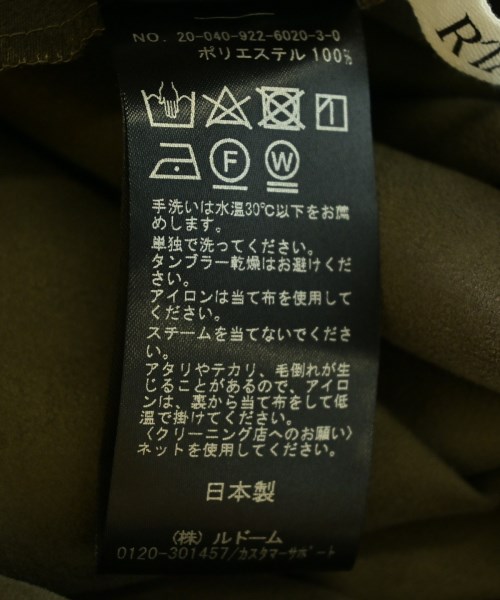 NO. 20-040-922-6020-3-0
ポリエステル 100%
F
W
手洗いは水温30℃以下をお薦
めします。
単独で洗ってください。
タンブラー乾燥はお避けくだ
さい。
アイロンは当て布を使用して
ください。
スチームを当てないでくださ
い。
アタリやテカリ、毛倒れが生
じることがあるので、アイロ
ンは、裏から当て布をして低
温で掛けてください。
〈クリーニング店へのお願い〉
ネットを使用してください。
日本製
(株) ルドーム
0120-301457/カスタマーサポート